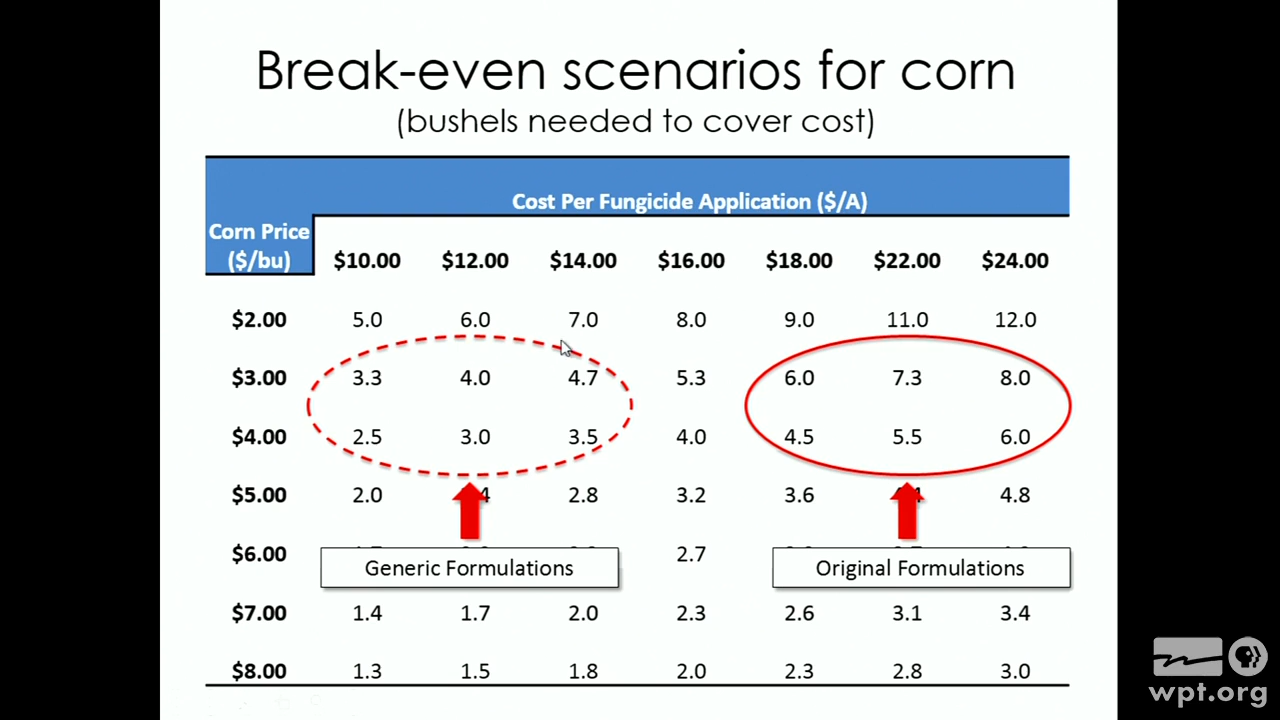 Break-even scenarios for corn
(bushels needed to cover cost)
Cost Per Fungicide Application ($/A)
Corn Price
($/bu) $10.00 $12.00 $14.00 $16.00 $18.00 $22.00 $24.00
$2.00 5.0 6.0 7.0 8.0 9.0 11.0 12.0
$3.00 3.3 4.0 4.7 5.3 6.0 7.3 8.0
$4.00 2.5 3.0 3.5 4.0 4.5 5.5 6.0
$5.00 2.0 2.8 3.2 3.6 4.8
$6.00 2.7
Generic Formulations Original Formulations
$7.00 1.4 1.7 2.0 2.3 2.6 3.1 3.4
$8.00 1.3 1.5 1.8 2.0 2.3 2.8 3.0
wpt.org